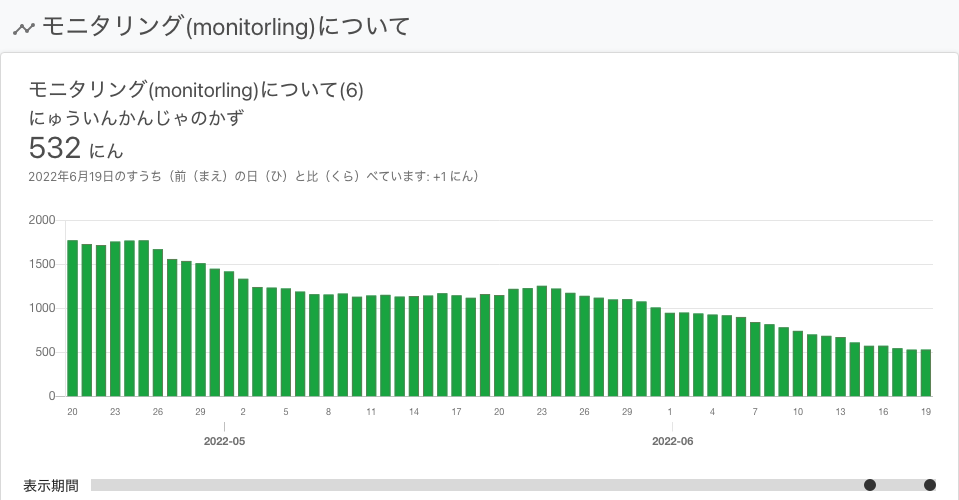 モニタリング(monitorling)について
モニタリング(monitorling)について(6)
にゅういんかんじゃのかず
532 にん
2022年6月19日のすうち（前（まえ）の日（ひ）と比（くら）べています: +1 にん）
2000
1500
1000
500
0
20 23 26 29 2 5 8 11 14 17 20 23 26 29 1 4 7 10 13 16 19
2022-05 2022-06
表示期間